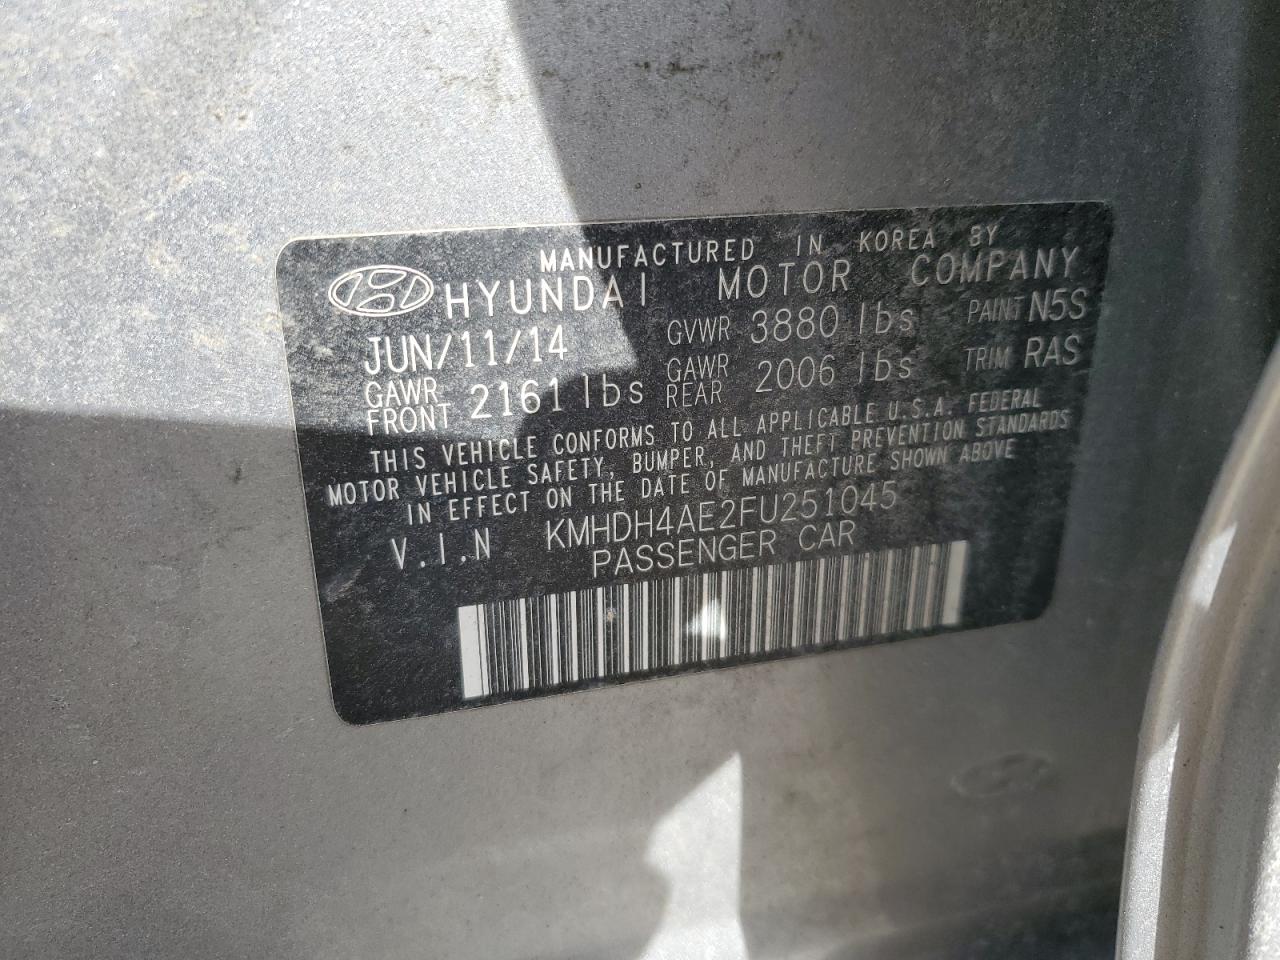 MANUFACTURED IN KOREA BY
HYUNDAI MOTOR COMPANY
JUN/11/14 GVWR 3880 lbs PAINT N5S
GAWR FRONT 2161 lbs GAWR REAR 2006 lbs TRIM RAS
THIS VEHICLE CONFORMS TO ALL APPLICABLE U.S.A. FEDERAL
MOTOR VEHICLE SAFETY, BUMPER, AND THEFT PREVENTION STANDARDS
IN EFFECT ON THE DATE OF MANUFACTURE SHOWN ABOVE
V.I.N KMHDH4AE2FU251045
PASSENGER CAR